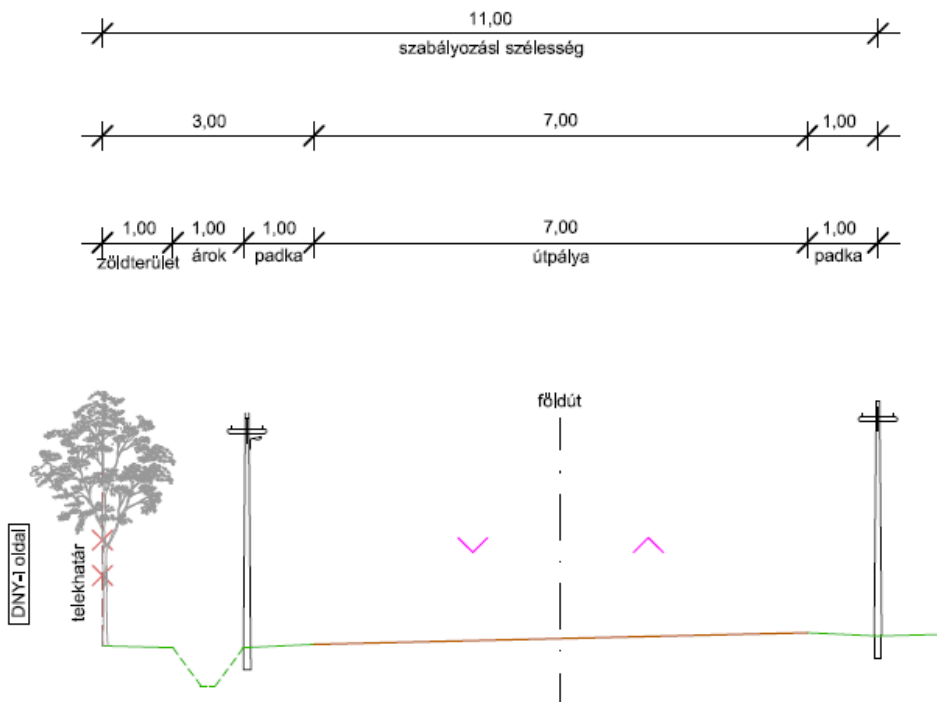 11,00
szabályozási szélesség
3,00 7,00 1,00
1,00 1,00 1,00 7,00 1,00
zöldterület árok padka útpálya padka
földút
DNY-i oldal
telekhatár